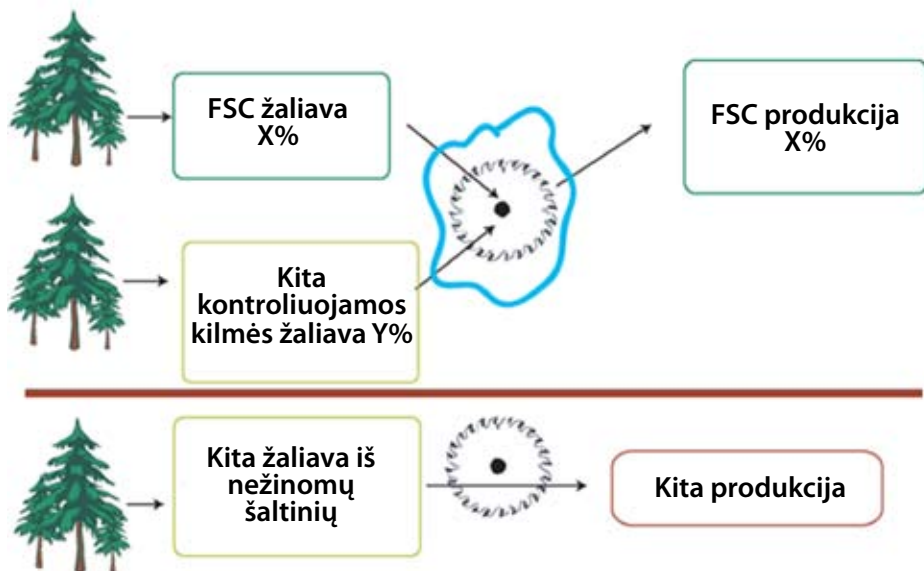 FSC žaliava
X%
FSC produkcija
X%
Kita
kontroliuojamos
kilmės žaliava Y%
Kita žaliava iš
nežinomų
šaltinių
Kita produkcija